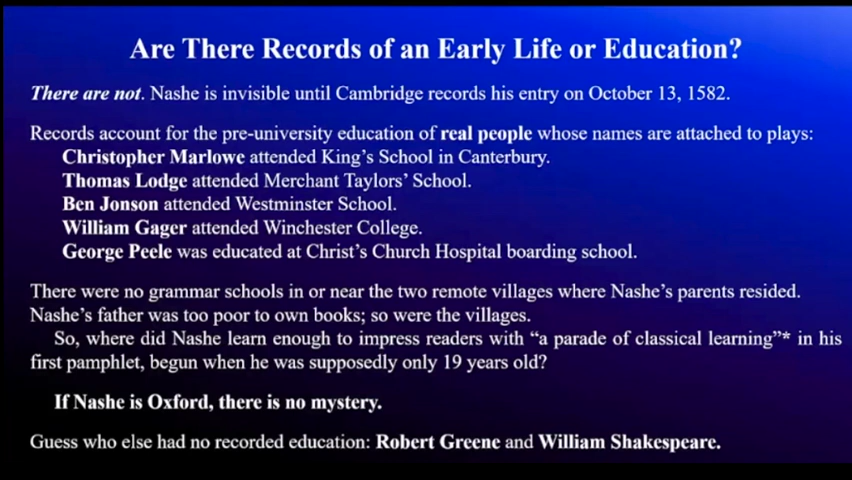 Are There Records of an Early Life or Education?
There are not. Nashe is invisible until Cambridge records his entry on October 13, 1582.
Records account for the pre-university education of real people whose names are attached to plays:
Christopher Marlowe attended King's School in Canterbury.
Thomas Lodge attended Merchant Taylors' School.
Ben Jonson attended Westminster School.
William Gager attended Winchester College.
George Peele was educated at Christ's Church Hospital boarding school.
There were no grammar schools in or near the two remote villages where Nashe's parents resided.
Nashe's father was too poor to own books; so were the villages.
So, where did Nashe learn enough to impress readers with “a parade of classical learning”* in his
first pamphlet, begun when he was supposedly only 19 years old?
If Nashe is Oxford, there is no mystery.
Guess who else had no recorded education: Robert Greene and William Shakespeare.